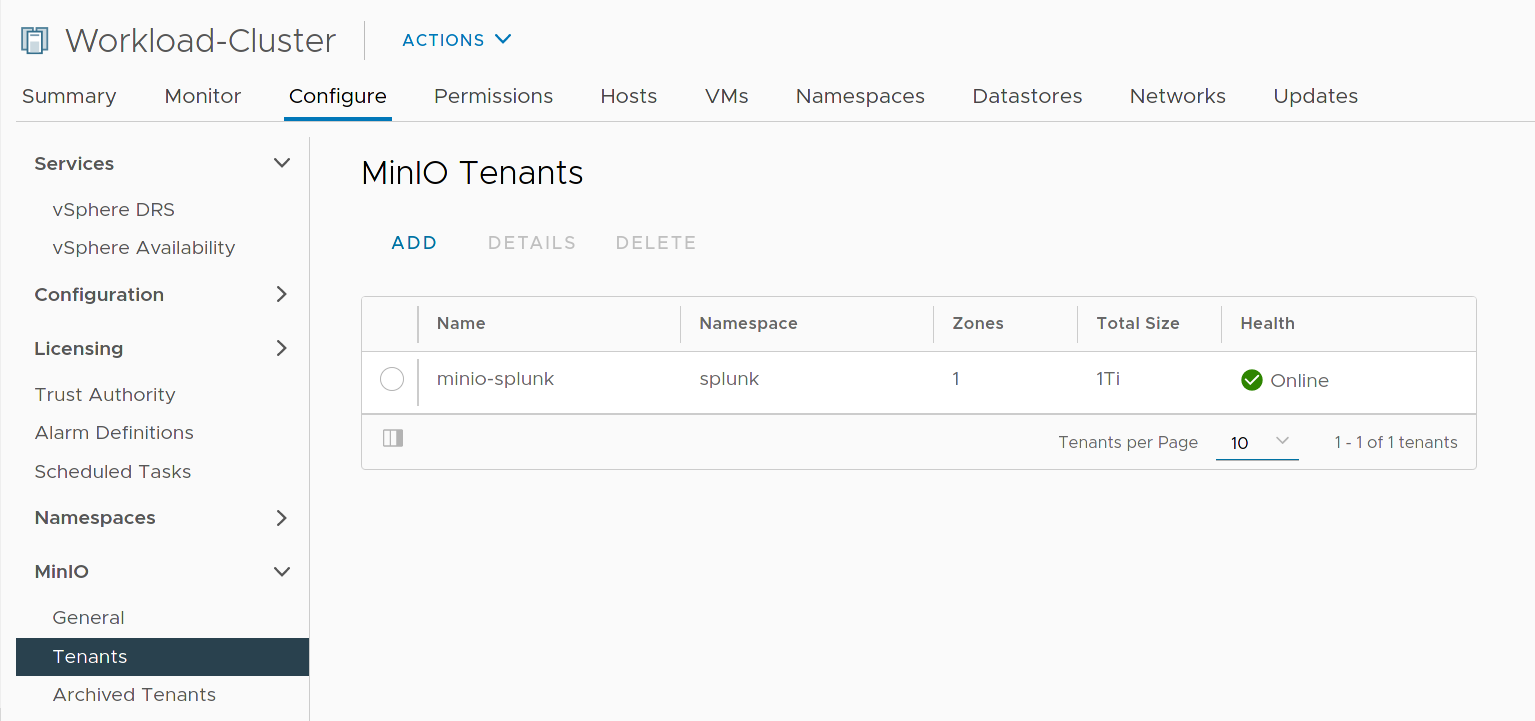 Workload-Cluster ACTIONS
Summary Monitor Configure Permissions Hosts VMs Namespaces Datastores Networks Updates
Services
vSphere DRS
vSphere Availability
Configuration
Licensing
Trust Authority
Alarm Definitions
Scheduled Tasks
Namespaces
MinIO
General
Tenants
Archived Tenants
MinIO Tenants
ADD DETAILS DELETE
Name Namespace Zones Total Size Health
minio-splunk splunk 1 1Ti Online
Tenants per Page 10 1 - 1 of 1 tenants